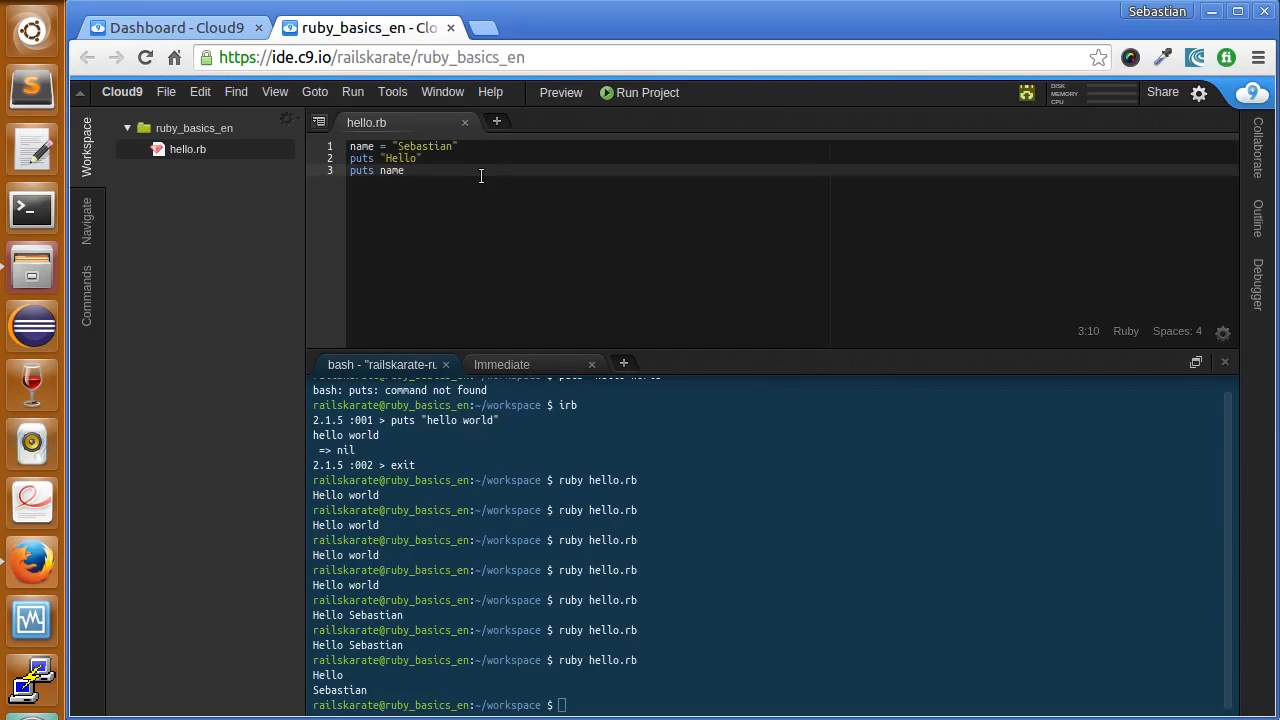 Sebastian
Dashboard - Cloud9
ruby_basics_en - Clo
https://ide.c9.io/railskarate/ruby_basics_en
Cloud9 File Edit Find View Goto Run Tools Window Help Preview Run Project
DISK
MEMORY
CPU
Share
Workspace
Navigate
Commands
ruby_basics_en
hello.rb
hello.rb
1 name = "Sebastian"
2 puts "Hello"
3 puts name
3:10 Ruby Spaces: 4
Collaborate
Outline
Debugger
bash - "railskarate-ru
Immediate
bash: puts: command not found
railskarate@ruby_basics_en:~/workspace $ irb
2.1.5 :001 > puts "hello world"
hello world
=> nil
2.1.5 :002 > exit
railskarate@ruby_basics_en:~/workspace $ ruby hello.rb
Hello world
railskarate@ruby_basics_en:~/workspace $ ruby hello.rb
Hello world
railskarate@ruby_basics_en:~/workspace $ ruby hello.rb
Hello world
railskarate@ruby_basics_en:~/workspace $ ruby hello.rb
Hello world
railskarate@ruby_basics_en:~/workspace $ ruby hello.rb
Hello Sebastian
railskarate@ruby_basics_en:~/workspace $ ruby hello.rb
Hello Sebastian
railskarate@ruby_basics_en:~/workspace $ ruby hello.rb
Hello
Sebastian
railskarate@ruby_basics_en:~/workspace $